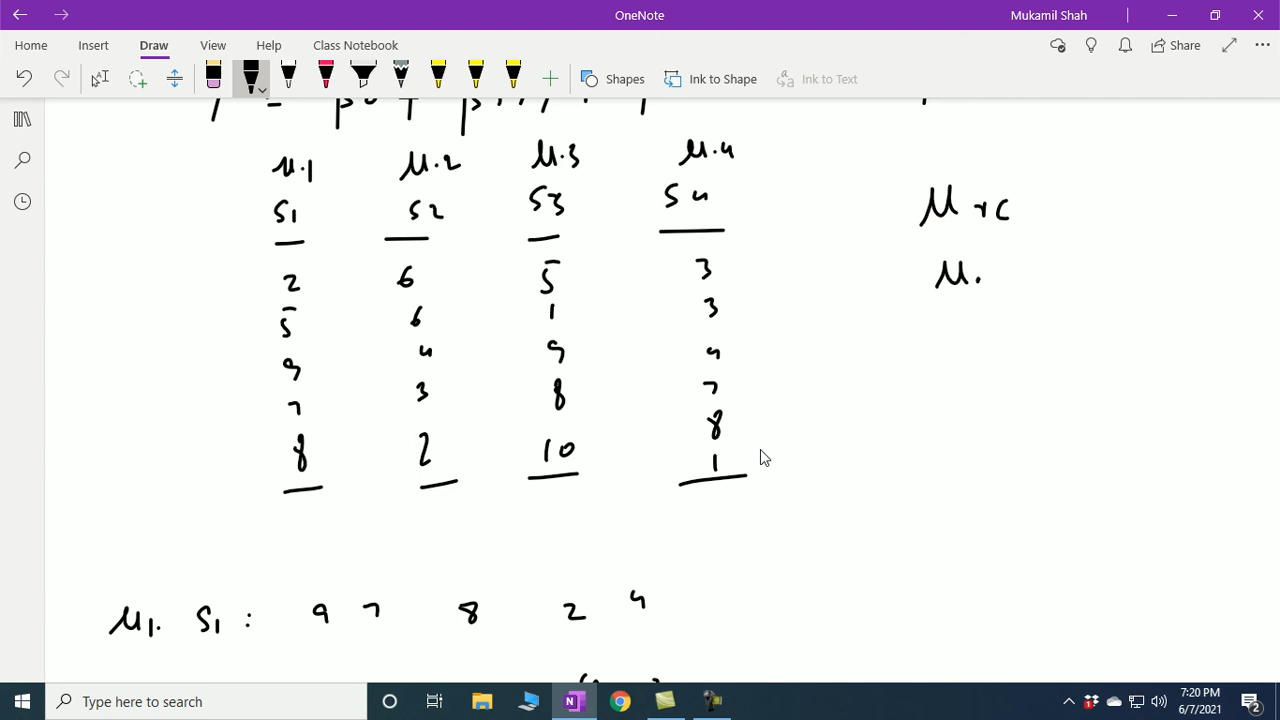 OneNote
Mukamil Shah
Home Insert Draw View Help Class Notebook
Share
Shapes Ink to Shape Ink to Text
μ.1 μ.2 μ.3 μ.4
S1 S2 S3 S4
μ rc
μ.
2 6 5 3
5 6 1 3
9 4 9 4
7 3 8 7
8 2 10 8
1
μ1. S1 : 9 7 8 2 4
Type here to search
7:20 PM
6/7/2021
2